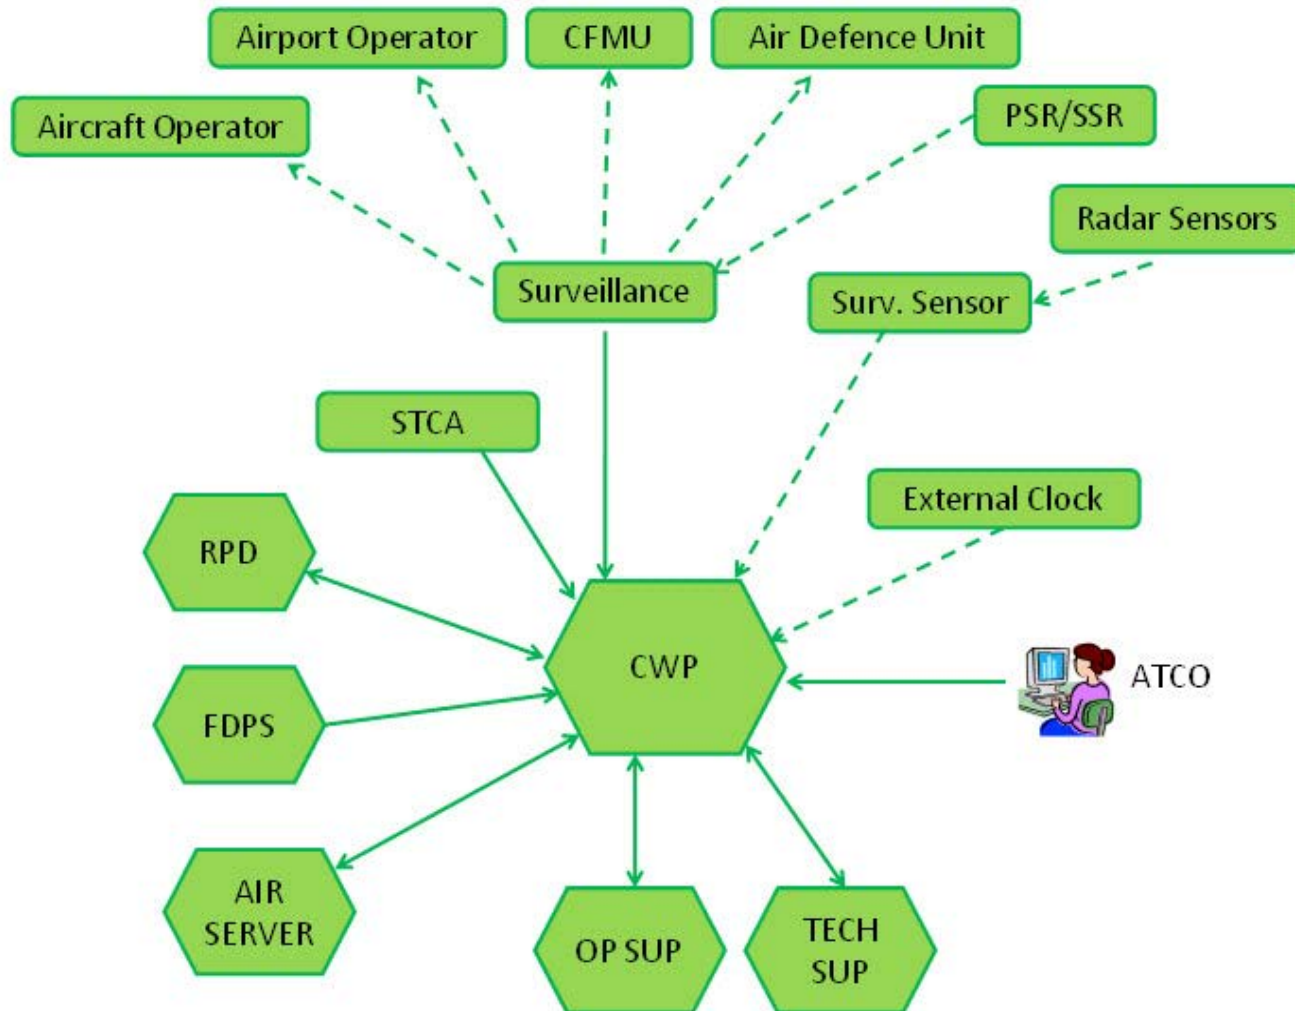 Airport Operator
CFMU
Air Defence Unit
Aircraft Operator
PSR/SSR
Radar Sensors
Surveillance
Surv. Sensor
STCA
External Clock
RPD
CWP
ATCO
FDPS
AIR
SERVER
OP SUP
TECH
SUP